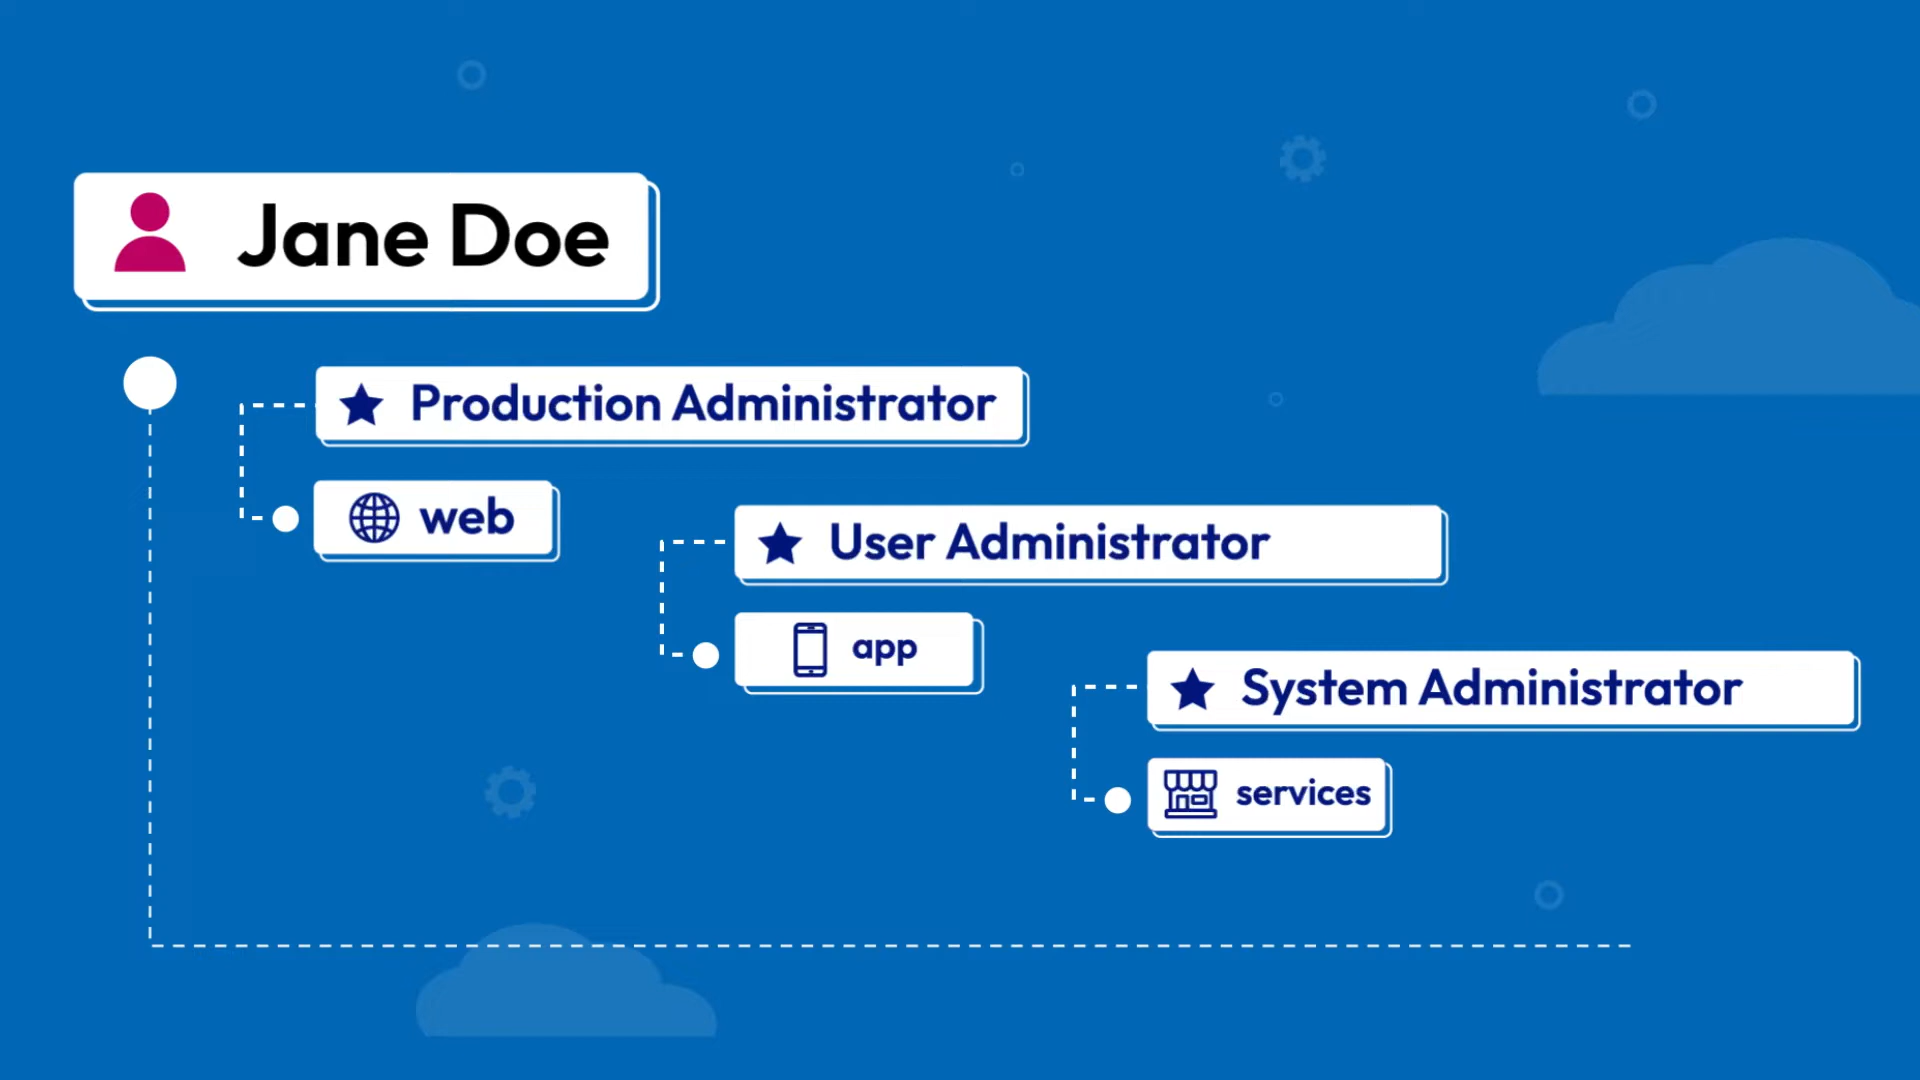 Jane Doe
Production Administrator
web
User Administrator
app
System Administrator
services